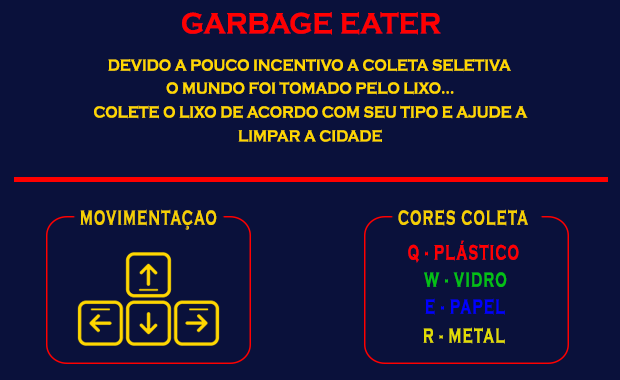 GARBAGE EATER
DEVIDO A POUCO INCENTIVO A COLETA SELETIVA
O MUNDO FOI TOMADO PELO LIXO...
COLETE O LIXO DE ACORDO COM SEU TIPO E AJUDE A
LIMPAR A CIDADE
MOVIMENTAÇAO
CORES COLETA
Q - PLÁSTICO
W - VIDRO
E - PAPEL
R - METAL